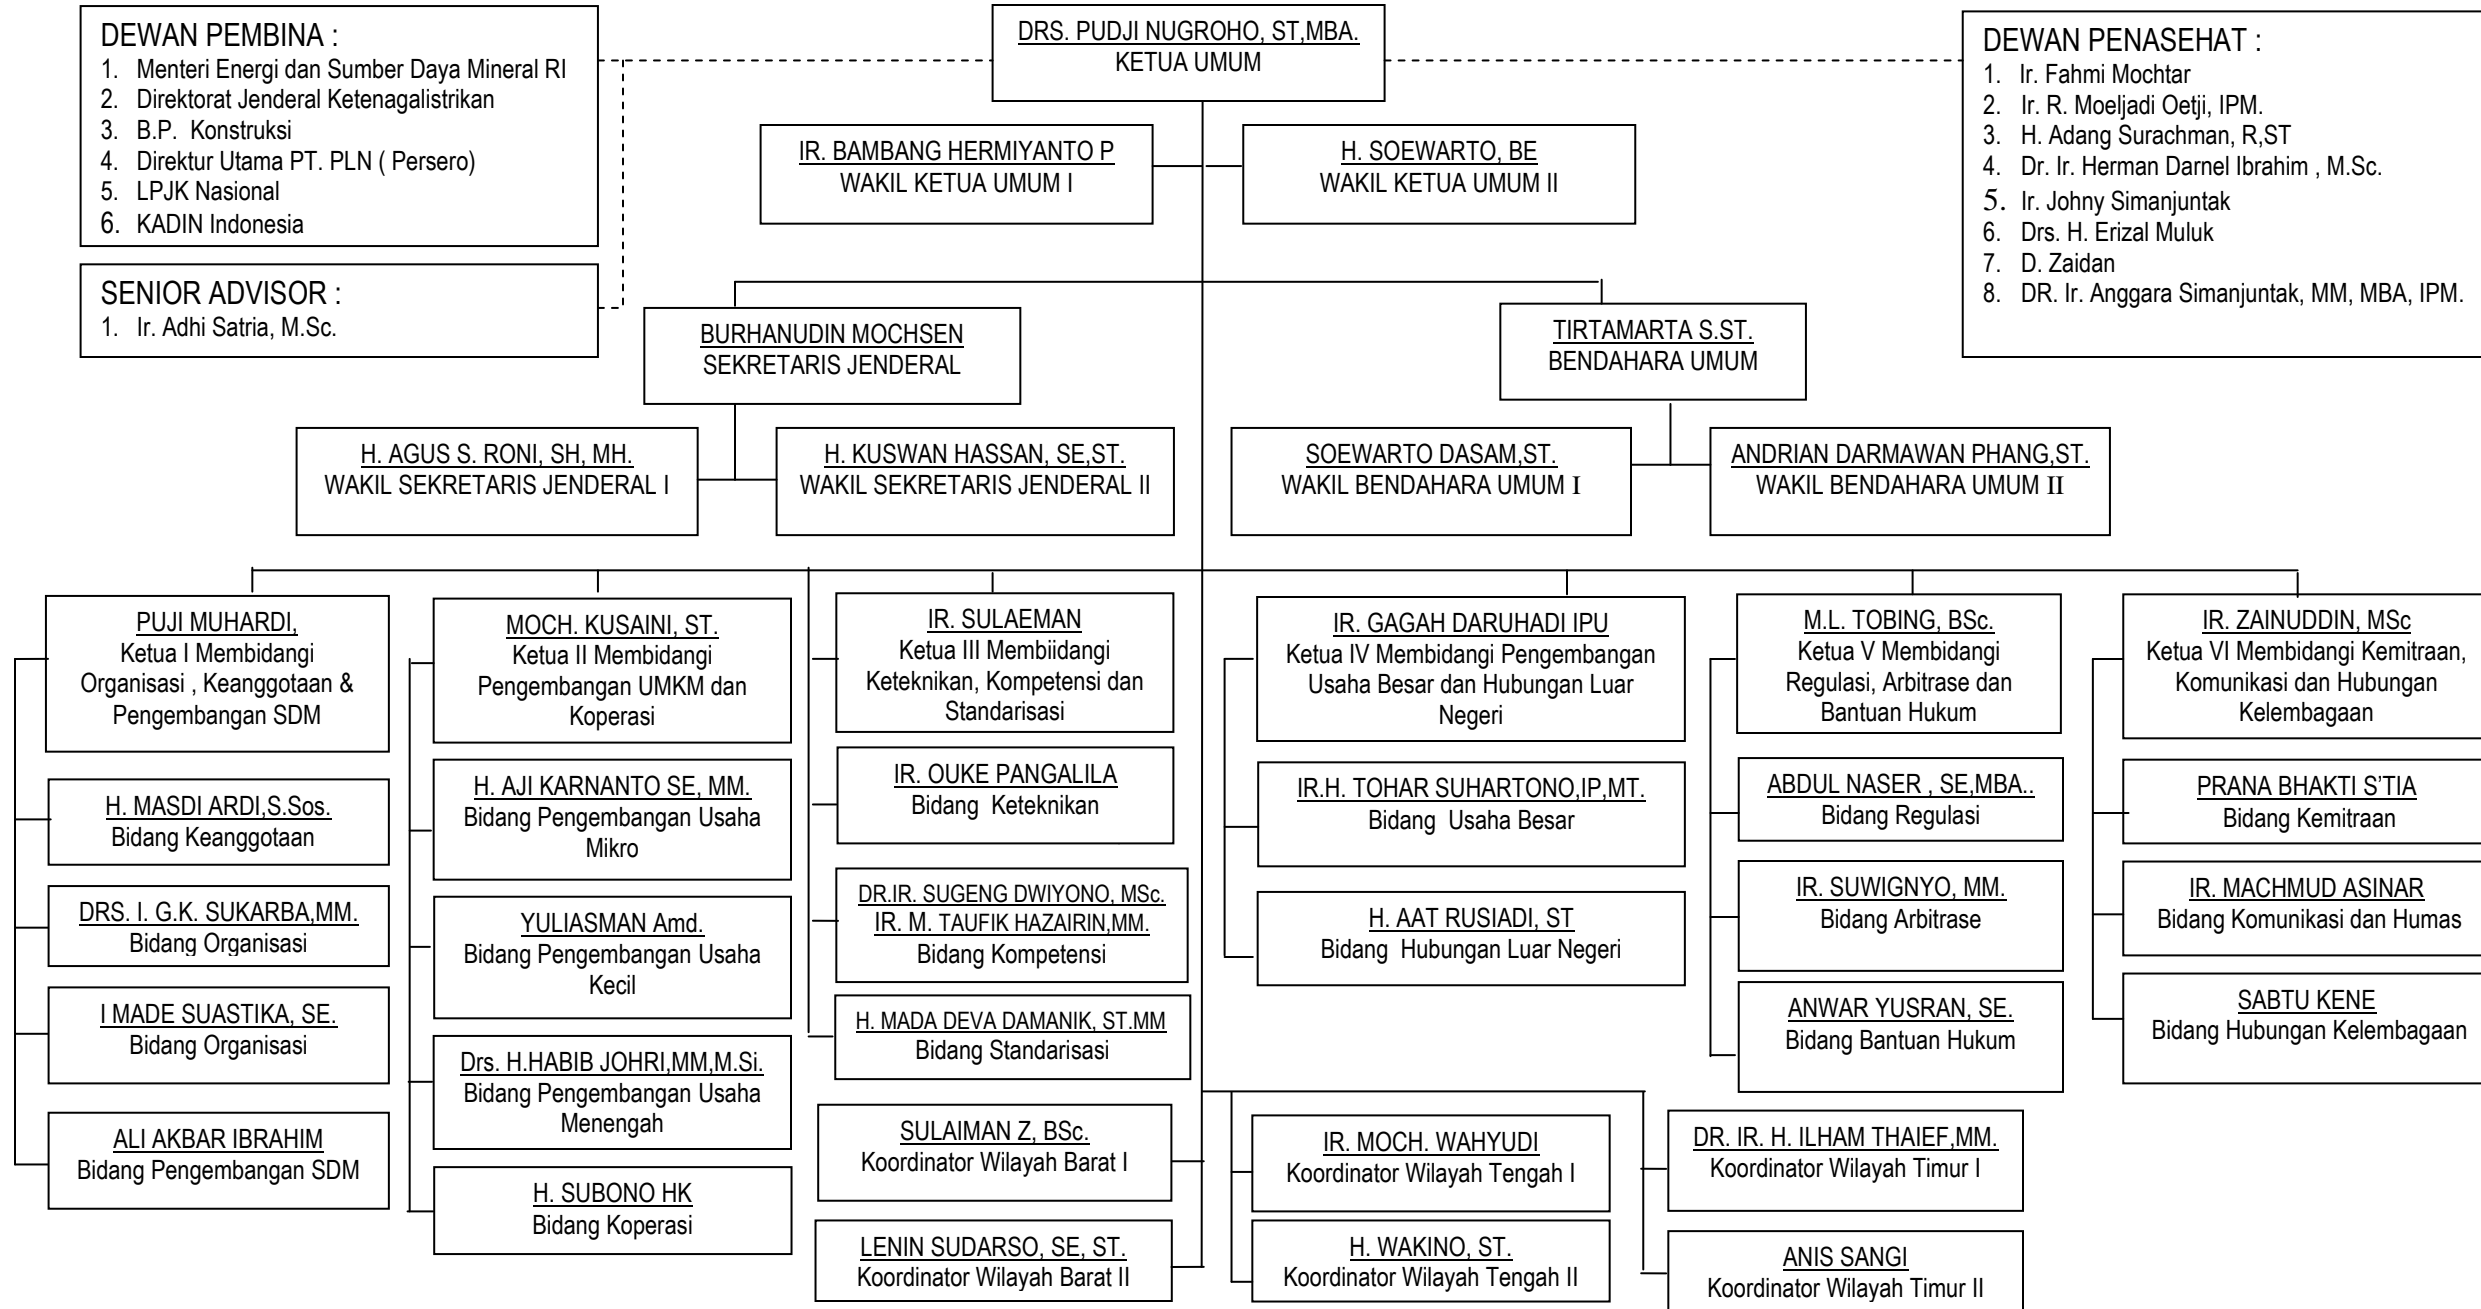 DEWAN PEMBINA :
1. Menteri Energi dan Sumber Daya Mineral RI
2. Direktorat Jenderal Ketenagalistrikan
3. B.P. Konstruksi
4. Direktur Utama PT. PLN ( Persero)
5. LPJK Nasional
6. KADIN Indonesia
SENIOR ADVISOR :
1. Ir. Adhi Satria, M.Sc.
DRS. PUDJI NUGROHO, ST,MBA.
KETUA UMUM
DEWAN PENASEHAT :
1. Ir. Fahmi Mochtar
2. Ir. R. Moeljadi Oetji, IPM.
3. H. Adang Surachman, R,ST
4. Dr. Ir. Herman Darnel Ibrahim , M.Sc.
5. Ir. Johny Simanjuntak
6. Drs. H. Erizal Muluk
7. D. Zaidan
8. DR. Ir. Anggara Simanjuntak, MM, MBA, IPM.
IR. BAMBANG HERMIYANTO P
WAKIL KETUA UMUM I
H. SOEWARTO, BE
WAKIL KETUA UMUM II
BURHANUDIN MOCHSEN
SEKRETARIS JENDERAL
TIRTAMARTA S.ST.
BENDAHARA UMUM
H. AGUS S. RONI, SH, MH.
WAKIL SEKRETARIS JENDERAL I
H. KUSWAN HASSAN, SE,ST.
WAKIL SEKRETARIS JENDERAL II
SOEWARTO DASAM,ST.
WAKIL BENDAHARA UMUM I
ANDRIAN DARMAWAN PHANG,ST.
WAKIL BENDAHARA UMUM II
PUJI MUHARDI,
Ketua I Membidangi
Organisasi , Keanggotaan &
Pengembangan SDM
H. MASDI ARDI,S.Sos.
Bidang Keanggotaan
DRS. I. G.K. SUKARBA,MM.
Bidang Organisasi
I MADE SUASTIKA, SE.
Bidang Organisasi
ALI AKBAR IBRAHIM
Bidang Pengembangan SDM
MOCH. KUSAINI, ST.
Ketua II Membidangi
Pengembangan UMKM dan
Koperasi
H. AJI KARNANTO SE, MM.
Bidang Pengembangan Usaha
Mikro
YULIASMAN Amd.
Bidang Pengembangan Usaha
Kecil
Drs. H.HABIB JOHRI,MM,M.Si.
Bidang Pengembangan Usaha
Menengah
H. SUBONO HK
Bidang Koperasi
IR. SULAEMAN
Ketua III Membiidangi
Keteknikan, Kompetensi dan
Standarisasi
IR. OUKE PANGALILA
Bidang Keteknikan
DR.IR. SUGENG DWIYONO, MSc.
IR. M. TAUFIK HAZAIRIN,MM.
Bidang Kompetensi
H. MADA DEVA DAMANIK, ST.MM
Bidang Standarisasi
IR. GAGAH DARUHADI IPU
Ketua IV Membidangi Pengembangan
Usaha Besar dan Hubungan Luar
Negeri
IR.H. TOHAR SUHARTONO,IP,MT.
Bidang Usaha Besar
H. AAT RUSIADI, ST
Bidang Hubungan Luar Negeri
M.L. TOBING, BSc.
Ketua V Membidangi
Regulasi, Arbitrase dan
Bantuan Hukum
ABDUL NASER , SE,MBA..
Bidang Regulasi
IR. SUWIGNYO, MM.
Bidang Arbitrase
ANWAR YUSRAN, SE.
Bidang Bantuan Hukum
IR. ZAINUDDIN, MSc
Ketua VI Membidangi Kemitraan,
Komunikasi dan Hubungan
Kelembagaan
PRANA BHAKTI S'TIA
Bidang Kemitraan
IR. MACHMUD ASINAR
Bidang Komunikasi dan Humas
SABTU KENE
Bidang Hubungan Kelembagaan
SULAIMAN Z, BSc.
Koordinator Wilayah Barat I
LENIN SUDARSO, SE, ST.
Koordinator Wilayah Barat II
IR. MOCH. WAHYUDI
Koordinator Wilayah Tengah I
H. WAKINO, ST.
Koordinator Wilayah Tengah II
DR. IR. H. ILHAM THAIEF,MM.
Koordinator Wilayah Timur I
ANIS SANGI
Koordinator Wilayah Timur II